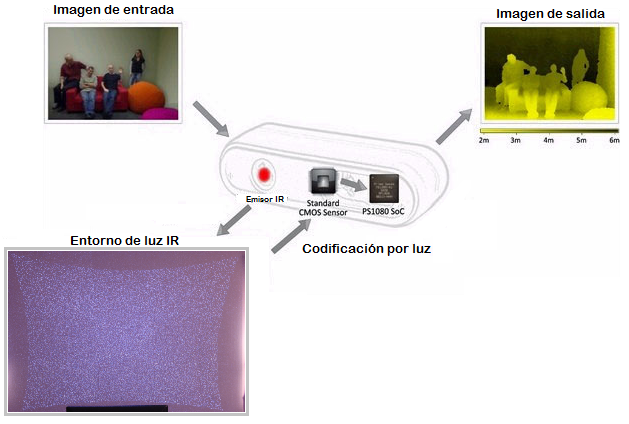 Imagen de entrada
Imagen de salida
2m 3m 4m 5m 6m
Emisor IR
Standard
CMOS Sensor
PS1080 SoC
Entorno de luz IR
Codificación por luz